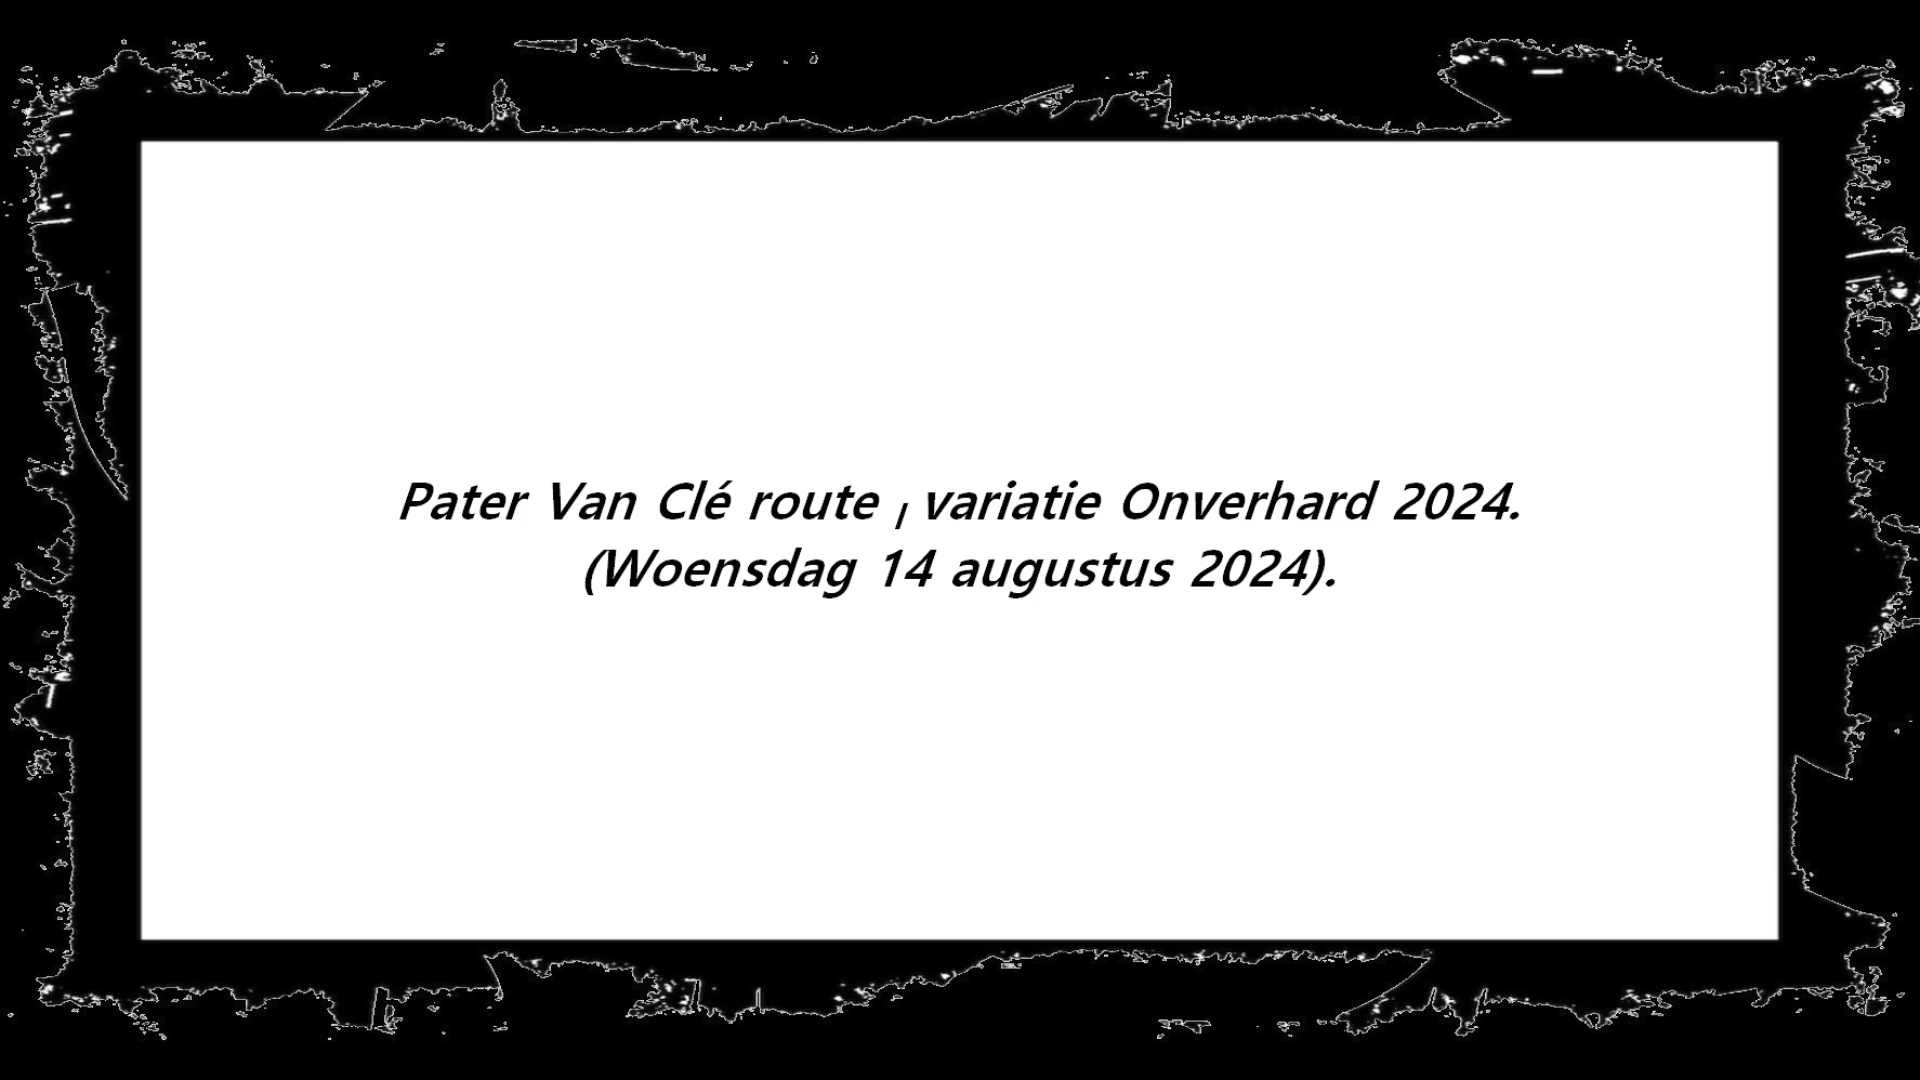 Pater Van Clé route , variatie Onverhard 2024.
(Woensdag 14 augustus 2024).